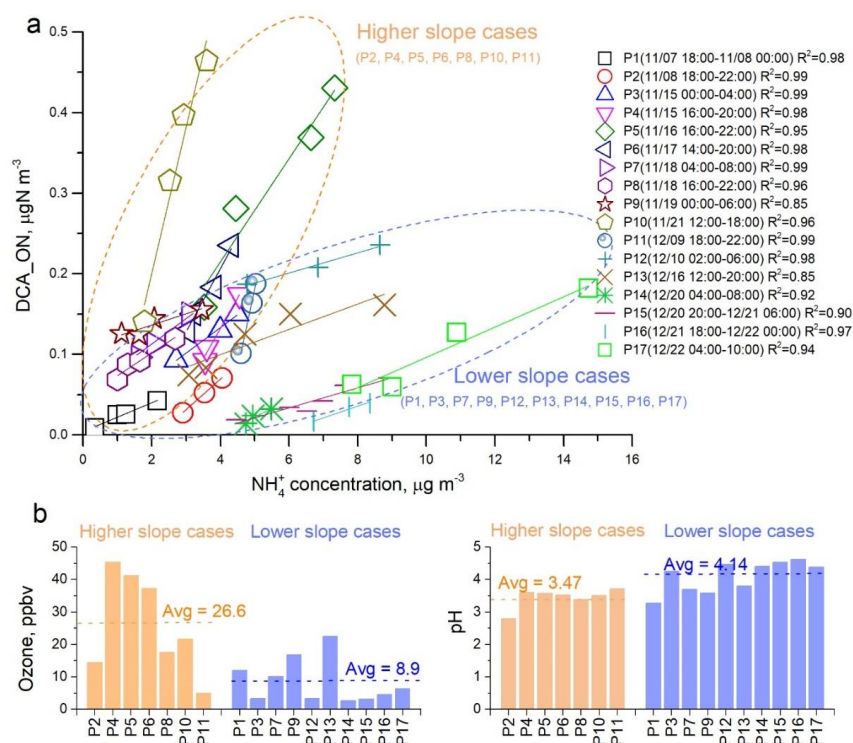 a
Higher slope cases
(P2, P4, P5, P6, P8, P10, P11)
0.5
0.4
0.3
0.2
0.1
0.0
DCA_ON, μgN m-3
0
2
4
6
8
10
12
14
16
NH4+ concentration, μg m-3
Lower slope cases
(P1, P3, P7, P9, P12, P13, P14, P15, P16, P17)
P1(11/07 18:00-11/08 00:00) R2=0.98
P2(11/08 18:00-22:00) R2=0.99
P3(11/15 00:00-04:00) R2=0.99
P4(11/15 16:00-20:00) R2=0.98
P5(11/16 16:00-22:00) R2=0.95
P6(11/17 14:00-20:00) R2=0.98
P7(11/18 04:00-08:00) R2=0.99
P8(11/18 16:00-22:00) R2=0.96
P9(11/19 00:00-06:00) R2=0.85
P10(11/21 12:00-18:00) R2=0.96
P11(12/09 18:00-22:00) R2=0.99
P12(12/10 02:00-06:00) R2=0.98
P13(12/16 12:00-20:00) R2=0.85
P14(12/20 04:00-08:00) R2=0.92
P15(12/20 20:00-12/21 06:00) R2=0.90
P16(12/21 18:00-12/22 00:00) R2=0.97
P17(12/22 04:00-10:00) R2=0.94
b
Higher slope cases
Lower slope cases
50
40
30
20
10
0
Ozone, ppbv
Avg = 26.6
Avg = 8.9
P2
P4
P5
P6
P8
P10
P11
P1
P3
P7
P9
P12
P13
P14
P15
P16
P17
Higher slope cases
Lower slope cases
5
4
3
2
1
0
pH
Avg = 3.47
Avg = 4.14
P2
P4
P5
P6
P8
P10
P11
P1
P3
P7
P9
P12
P13
P14
P15
P16
P17